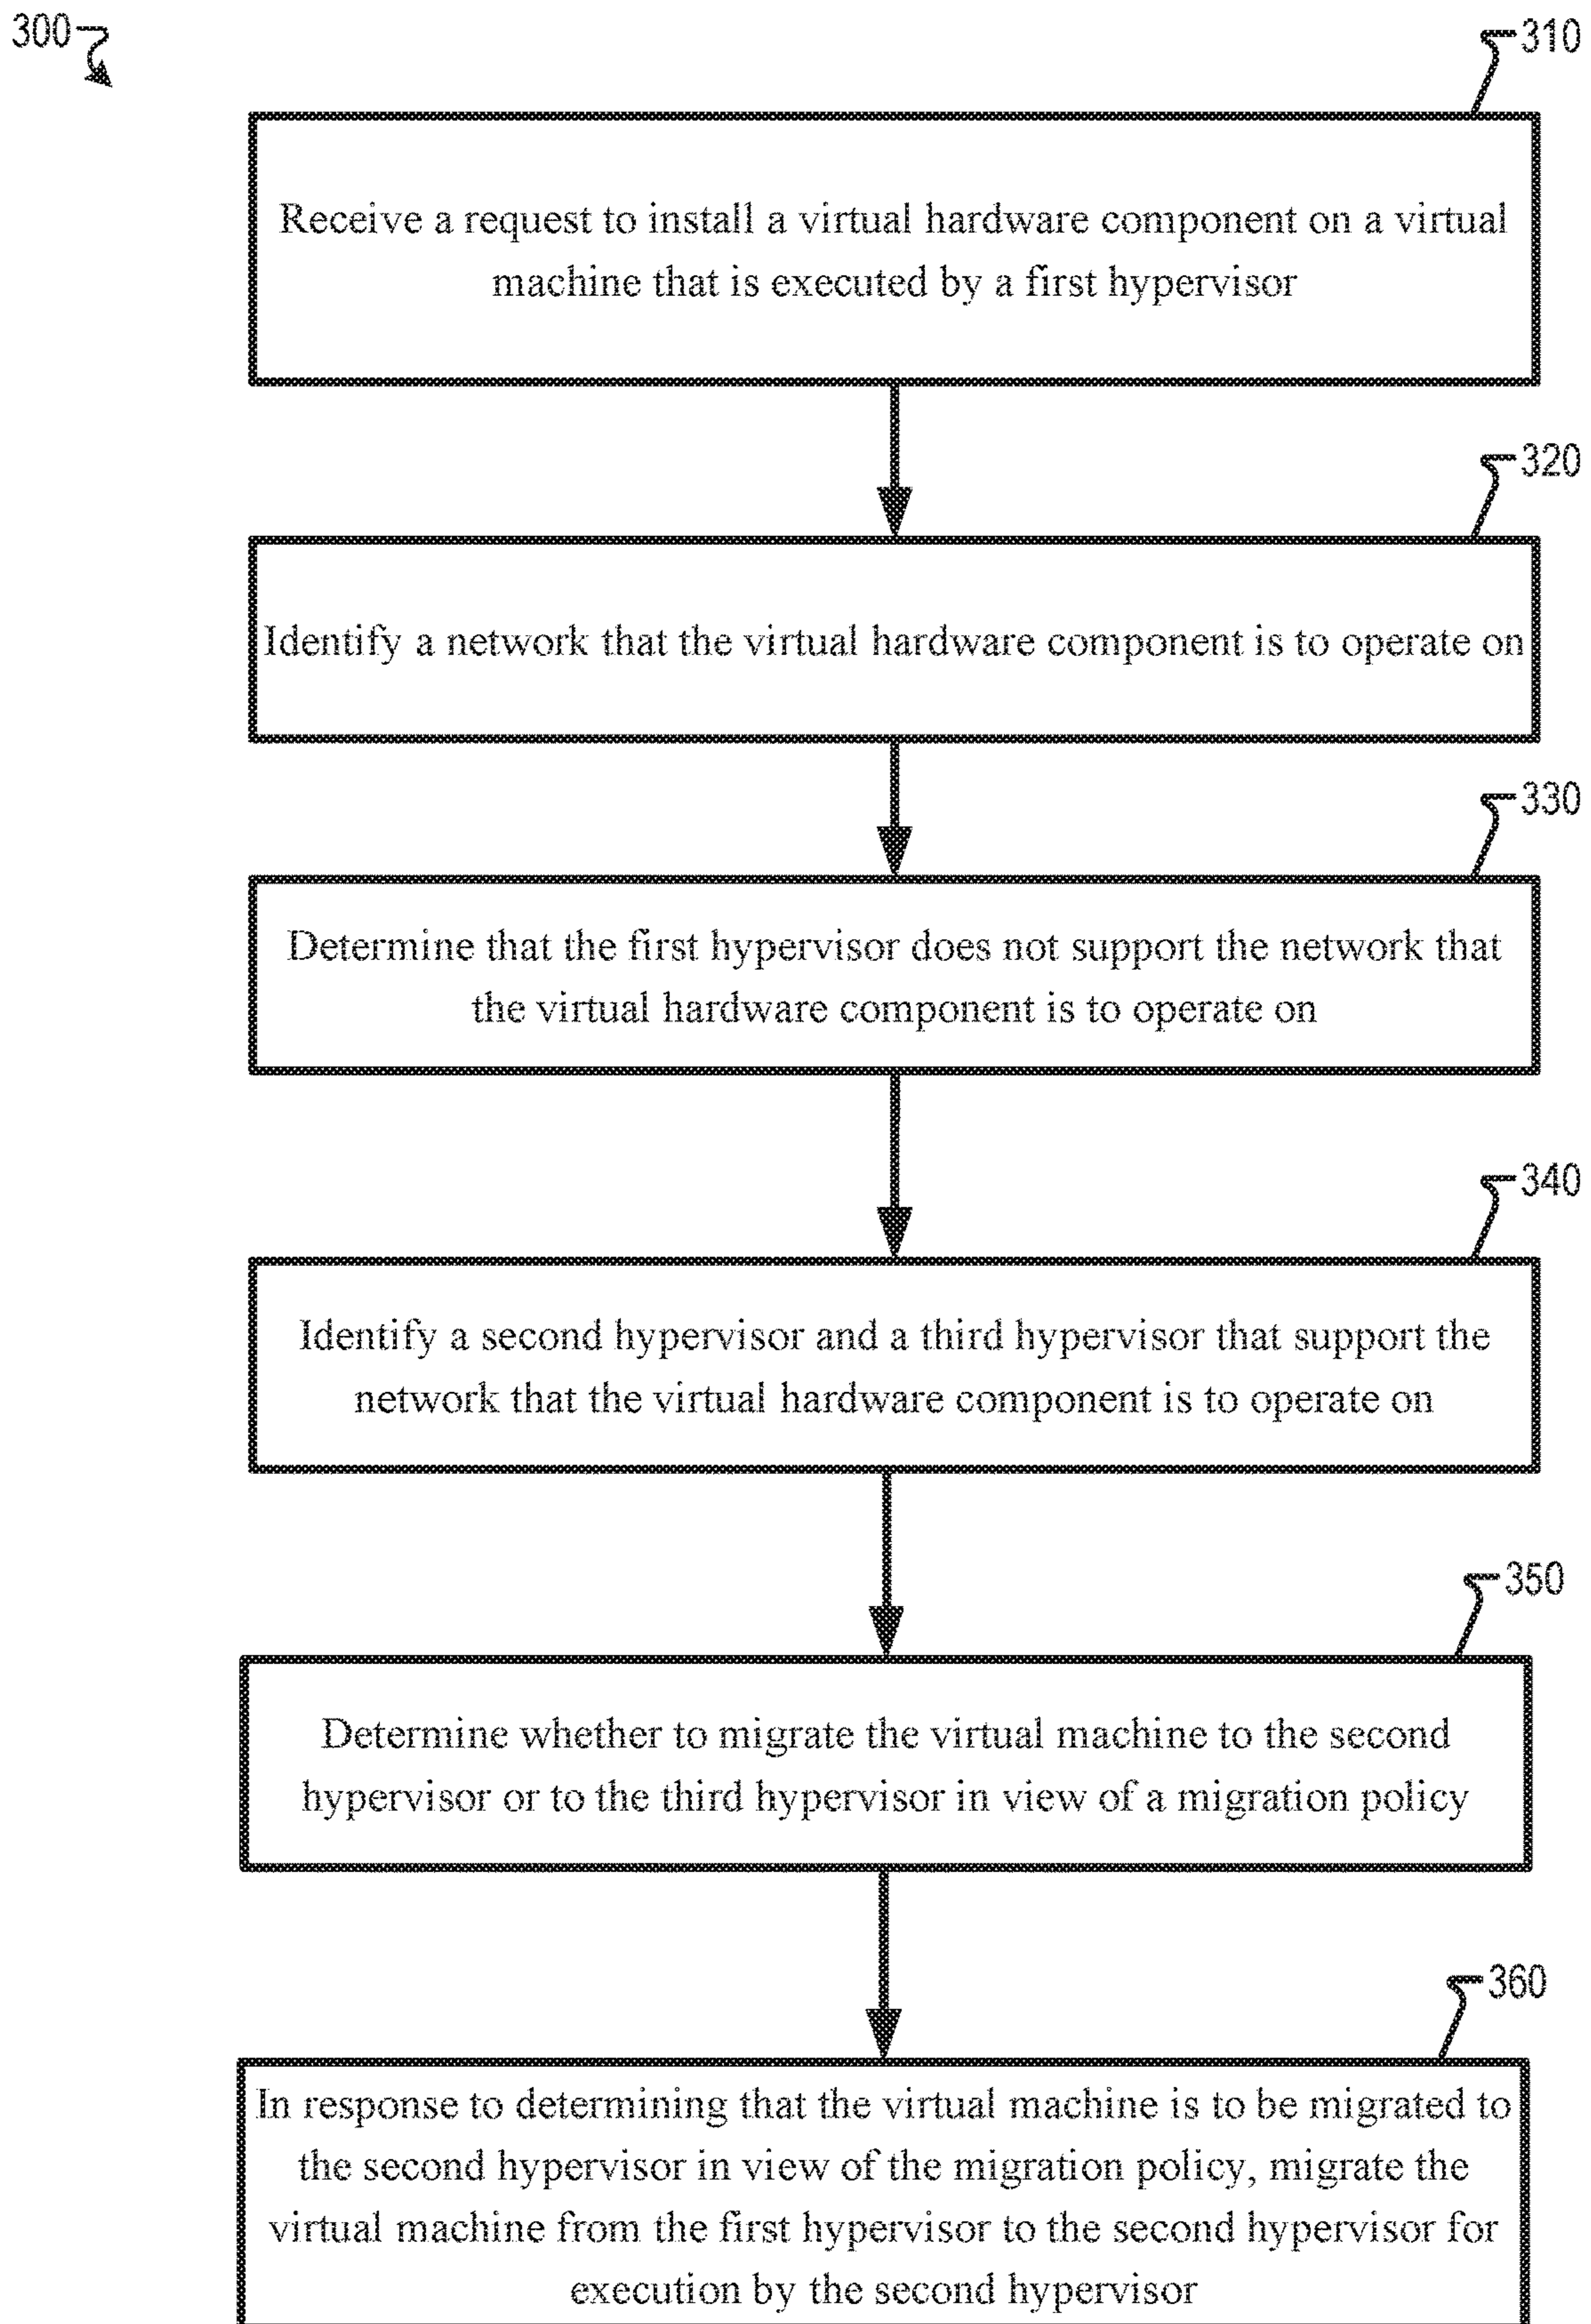 300
310
Receive a request to install a virtual hardware component on a virtual
machine that is executed by a first hypervisor
320
Identify a network that the virtual hardware component is to operate on
330
Determine that the first hypervisor does not support the network that
the virtual hardware component is to operate on
340
Identify a second hypervisor and a third hypervisor that support the
network that the virtual hardware component is to operate on
350
Determine whether to migrate the virtual machine to the second
hypervisor or to the third hypervisor in view of a migration policy
360
In response to determining that the virtual machine is to be migrated to
the second hypervisor in view of the migration policy, migrate the
virtual machine from the first hypervisor to the second hypervisor for
execution by the second hypervisor